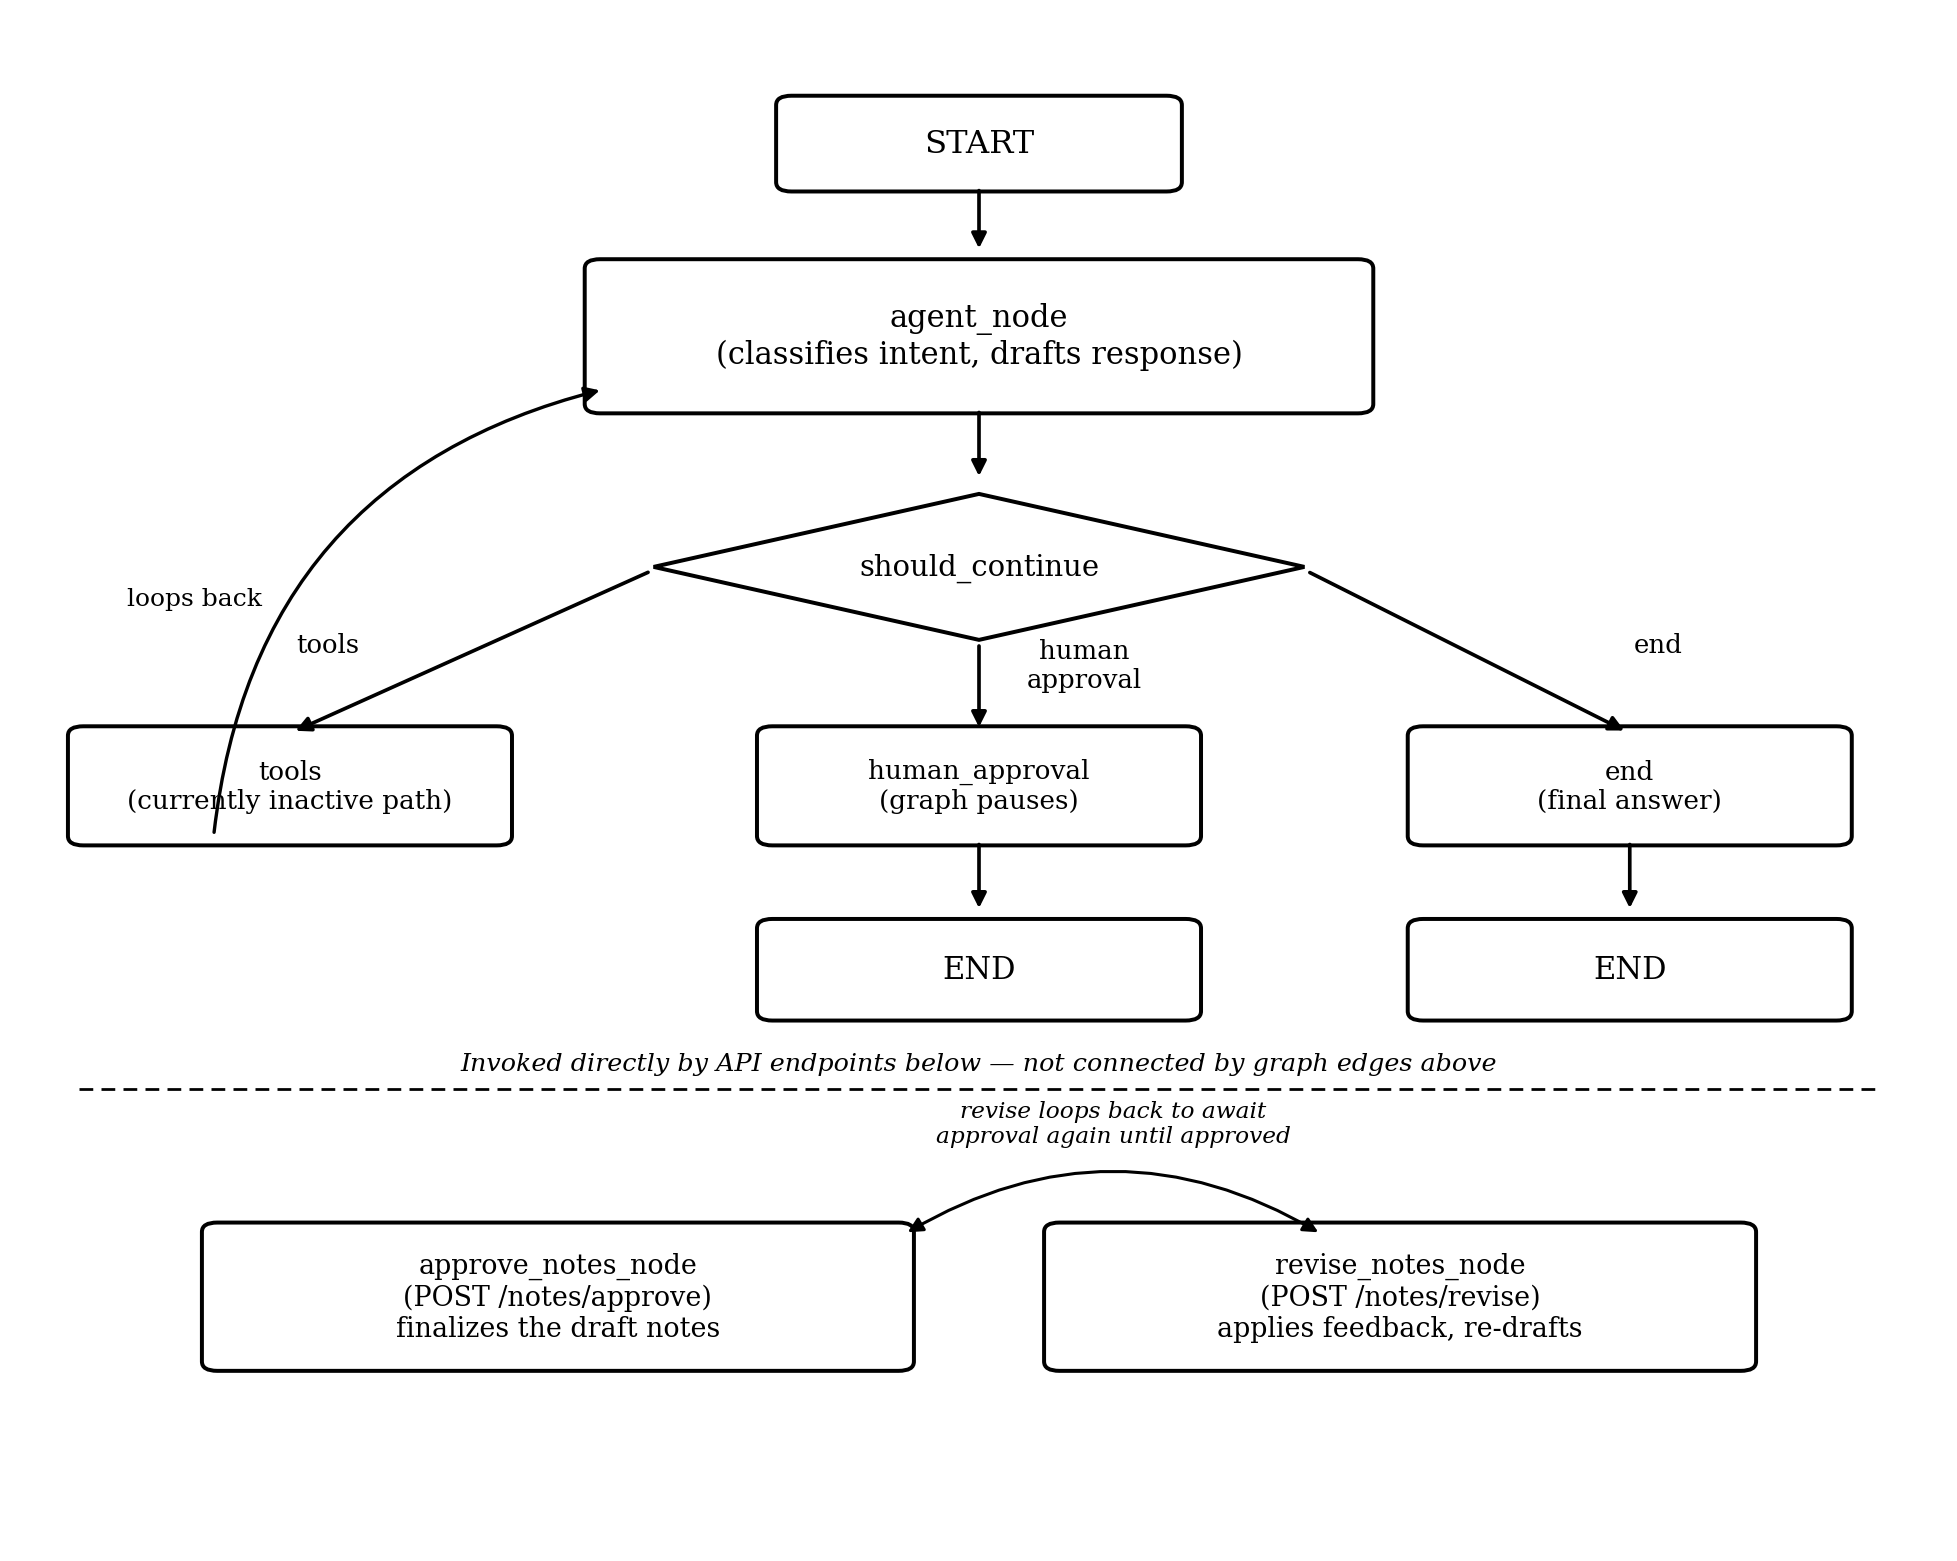 START
agent_node
(classifies intent, drafts response)
should_continue
loops back
tools
human
approval
end
tools
(currently inactive path)
human_approval
(graph pauses)
end
(final answer)
END
END
Invoked directly by API endpoints below — not connected by graph edges above
revise loops back to await
approval again until approved
approve_notes_node
(POST /notes/approve)
finalizes the draft notes
revise_notes_node
(POST /notes/revise)
applies feedback, re-drafts